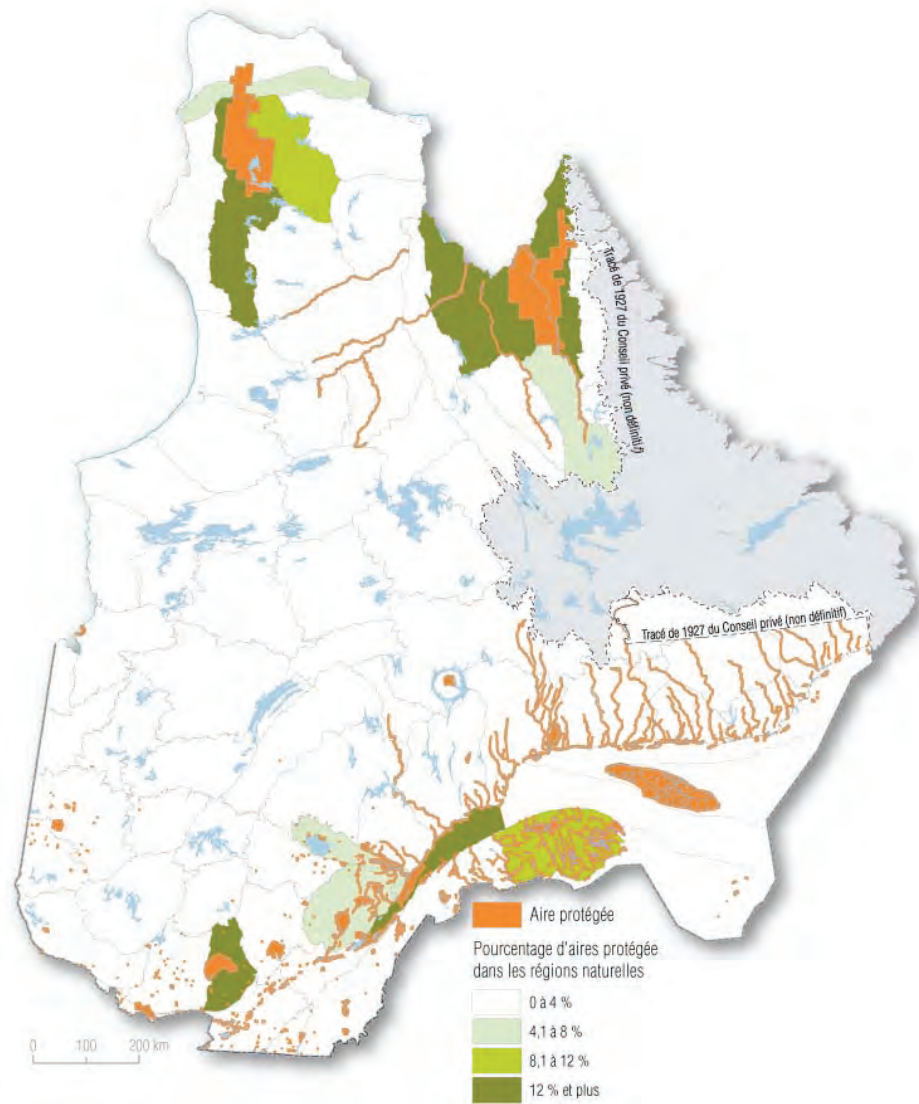 Tracé de 1927 du Conseil privé (non définitif)
Tracé de 1927 du Conseil privé (non définitif)
Aire protégée
Pourcentage d'aires protégée
dans les régions naturelles
0 à 4 %
4,1 à 8 %
8,1 à 12 %
12 % et plus
0 100 200 km